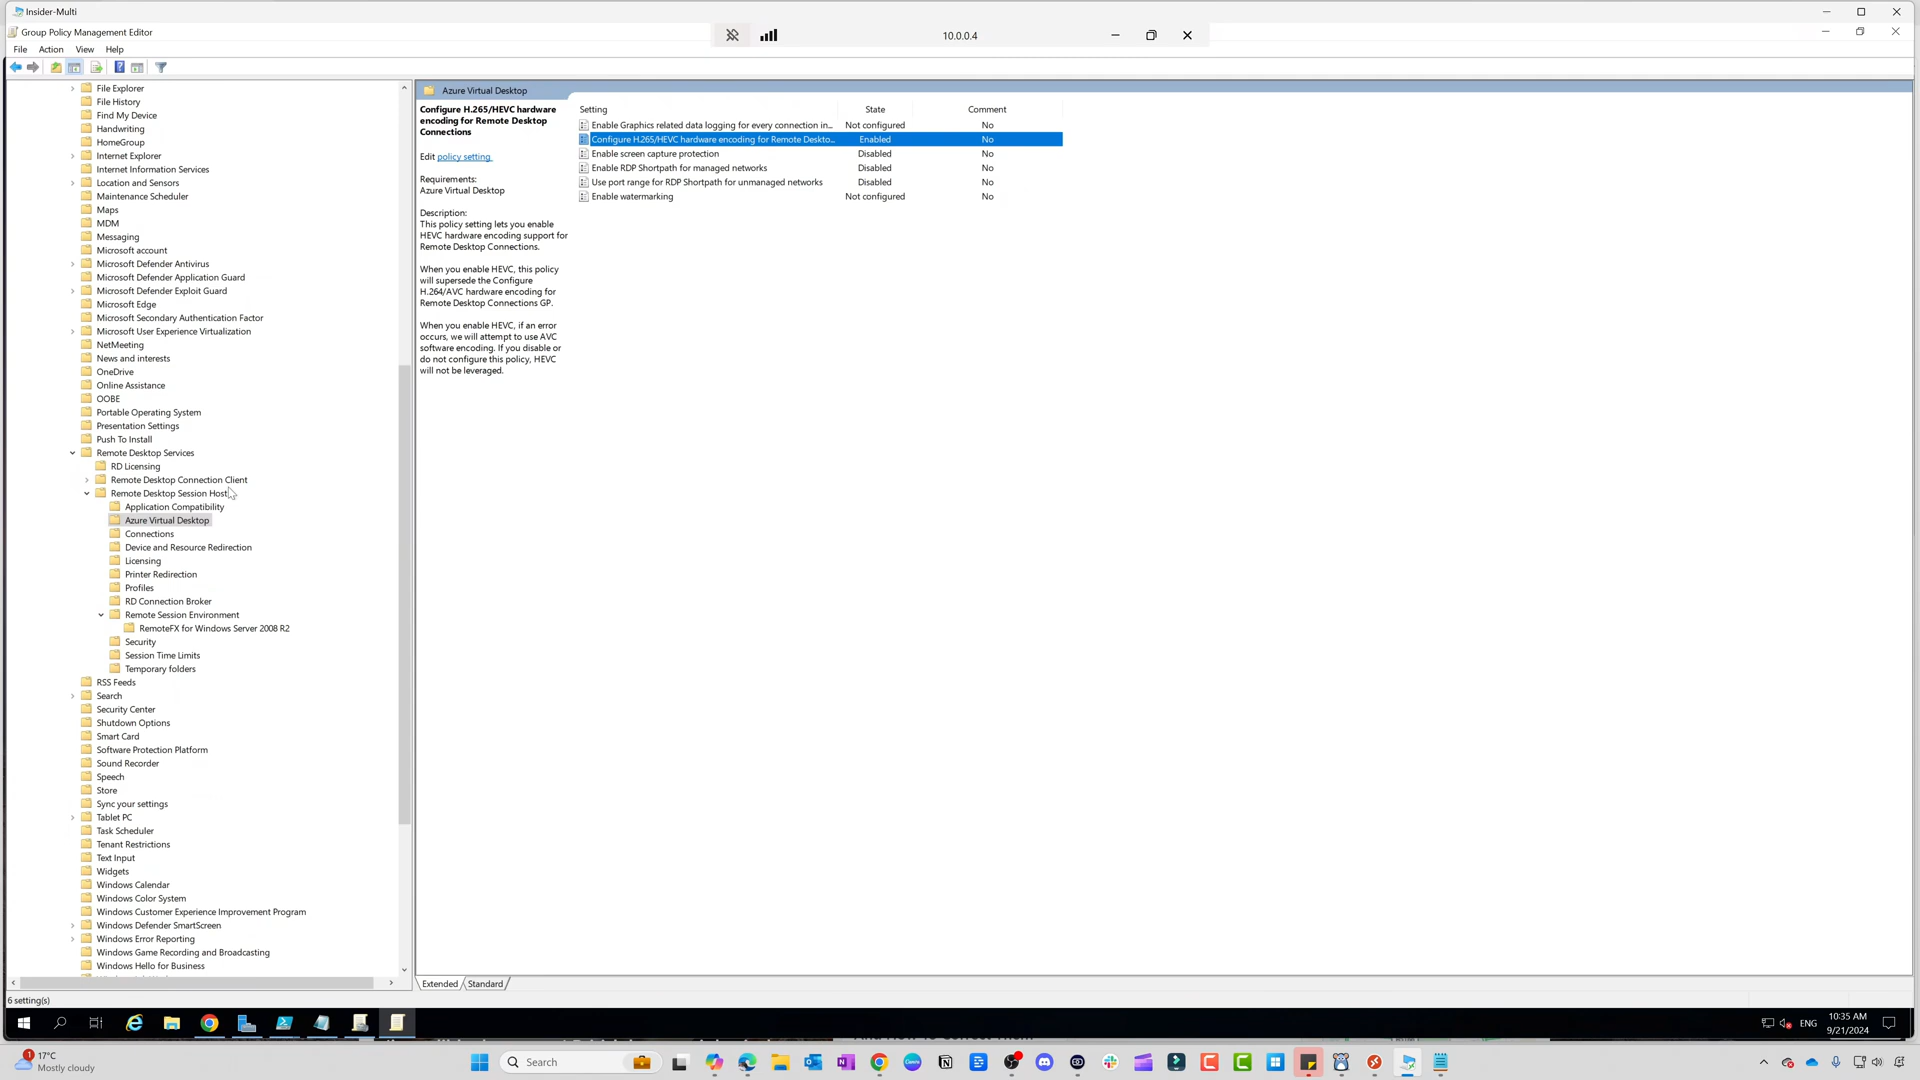 Insider-Multi
Group Policy Management Editor
10.0.0.4
File Action View Help
File Explorer
File History
Find My Device
Handwriting
HomeGroup
Internet Explorer
Internet Information Services
Location and Sensors
Maintenance Scheduler
Maps
MDM
Messaging
Microsoft account
Microsoft Defender Antivirus
Microsoft Defender Application Guard
Microsoft Defender Exploit Guard
Microsoft Edge
Microsoft Secondary Authentication Factor
Microsoft User Experience Virtualization
NetMeeting
News and interests
OneDrive
Online Assistance
OOBE
Portable Operating System
Presentation Settings
Push To Install
Remote Desktop Services
RD Licensing
Remote Desktop Connection Client
Remote Desktop Session Host
Application Compatibility
Azure Virtual Desktop
Connections
Device and Resource Redirection
Licensing
Printer Redirection
Profiles
RD Connection Broker
Remote Session Environment
RemoteFX for Windows Server 2008 R2
Security
Session Time Limits
Temporary folders
RSS Feeds
Search
Security Center
Shutdown Options
Smart Card
Software Protection Platform
Sound Recorder
Speech
Store
Sync your settings
Tablet PC
Task Scheduler
Tenant Restrictions
Text Input
Widgets
Windows Calendar
Windows Color System
Windows Customer Experience Improvement Program
Windows Defender SmartScreen
Windows Error Reporting
Windows Game Recording and Broadcasting
Windows Hello for Business
Azure Virtual Desktop
Configure H.265/HEVC hardware
encoding for Remote Desktop
Connections
Edit policy setting
Requirements:
Azure Virtual Desktop
Description:
This policy setting lets you enable
HEVC hardware encoding support for
Remote Desktop Connections.
When you enable HEVC, this policy
will supersede the Configure
H.264/AVC hardware encoding for
Remote Desktop Connections GP.
When you enable HEVC, if an error
occurs, we will attempt to use AVC
software encoding. If you disable or
do not configure this policy, HEVC
will not be leveraged.
Setting State Comment
Enable Graphics related data logging for every connection in... Not configured No
Configure H.265/HEVC hardware encoding for Remote Deskto... Enabled No
Enable screen capture protection Disabled No
Enable RDP Shortpath for managed networks Disabled No
Use port range for RDP Shortpath for unmanaged networks Disabled No
Enable watermarking Not configured No
Extended Standard
6 setting(s)
ENG
10:35 AM
9/21/2024
1
17°C
Mostly cloudy
Search